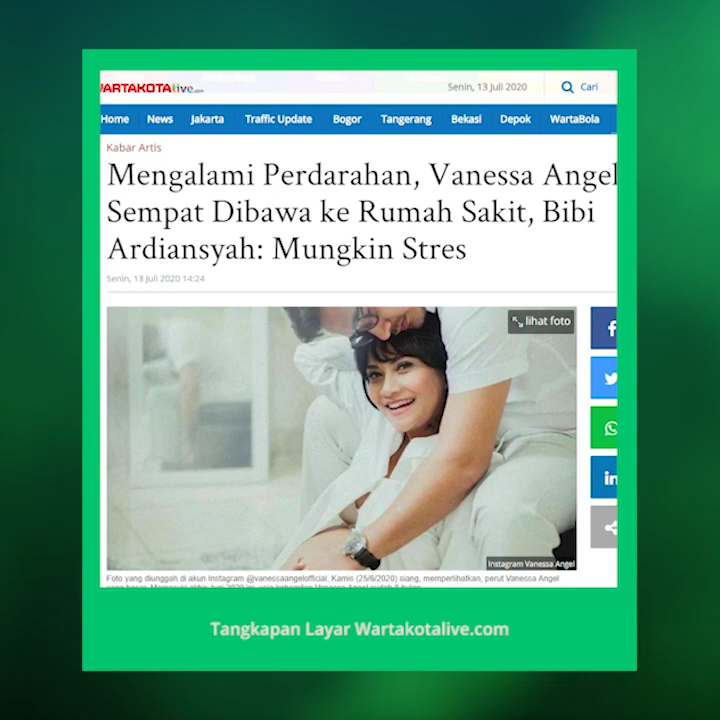 WARTAKOTAlive.com
Senin, 13 Juli 2020
Cari
Home News Jakarta Traffic Update Bogor Tangerang Bekasi Depok WartaBola
Kabar Artis
Mengalami Perdarahan, Vanessa Angel
Sempat Dibawa ke Rumah Sakit, Bibi
Ardiansyah: Mungkin Stres
Senin, 13 Juli 2020 14:24
lihat foto
Instagram Vanessa Angel
Foto yang diunggah di akun Instagram @vanessaangelofficial, Kamis (25/6/2020) siang, memperlihatkan, perut Vanessa Angel
Tangkapan Layar Wartakotalive.com